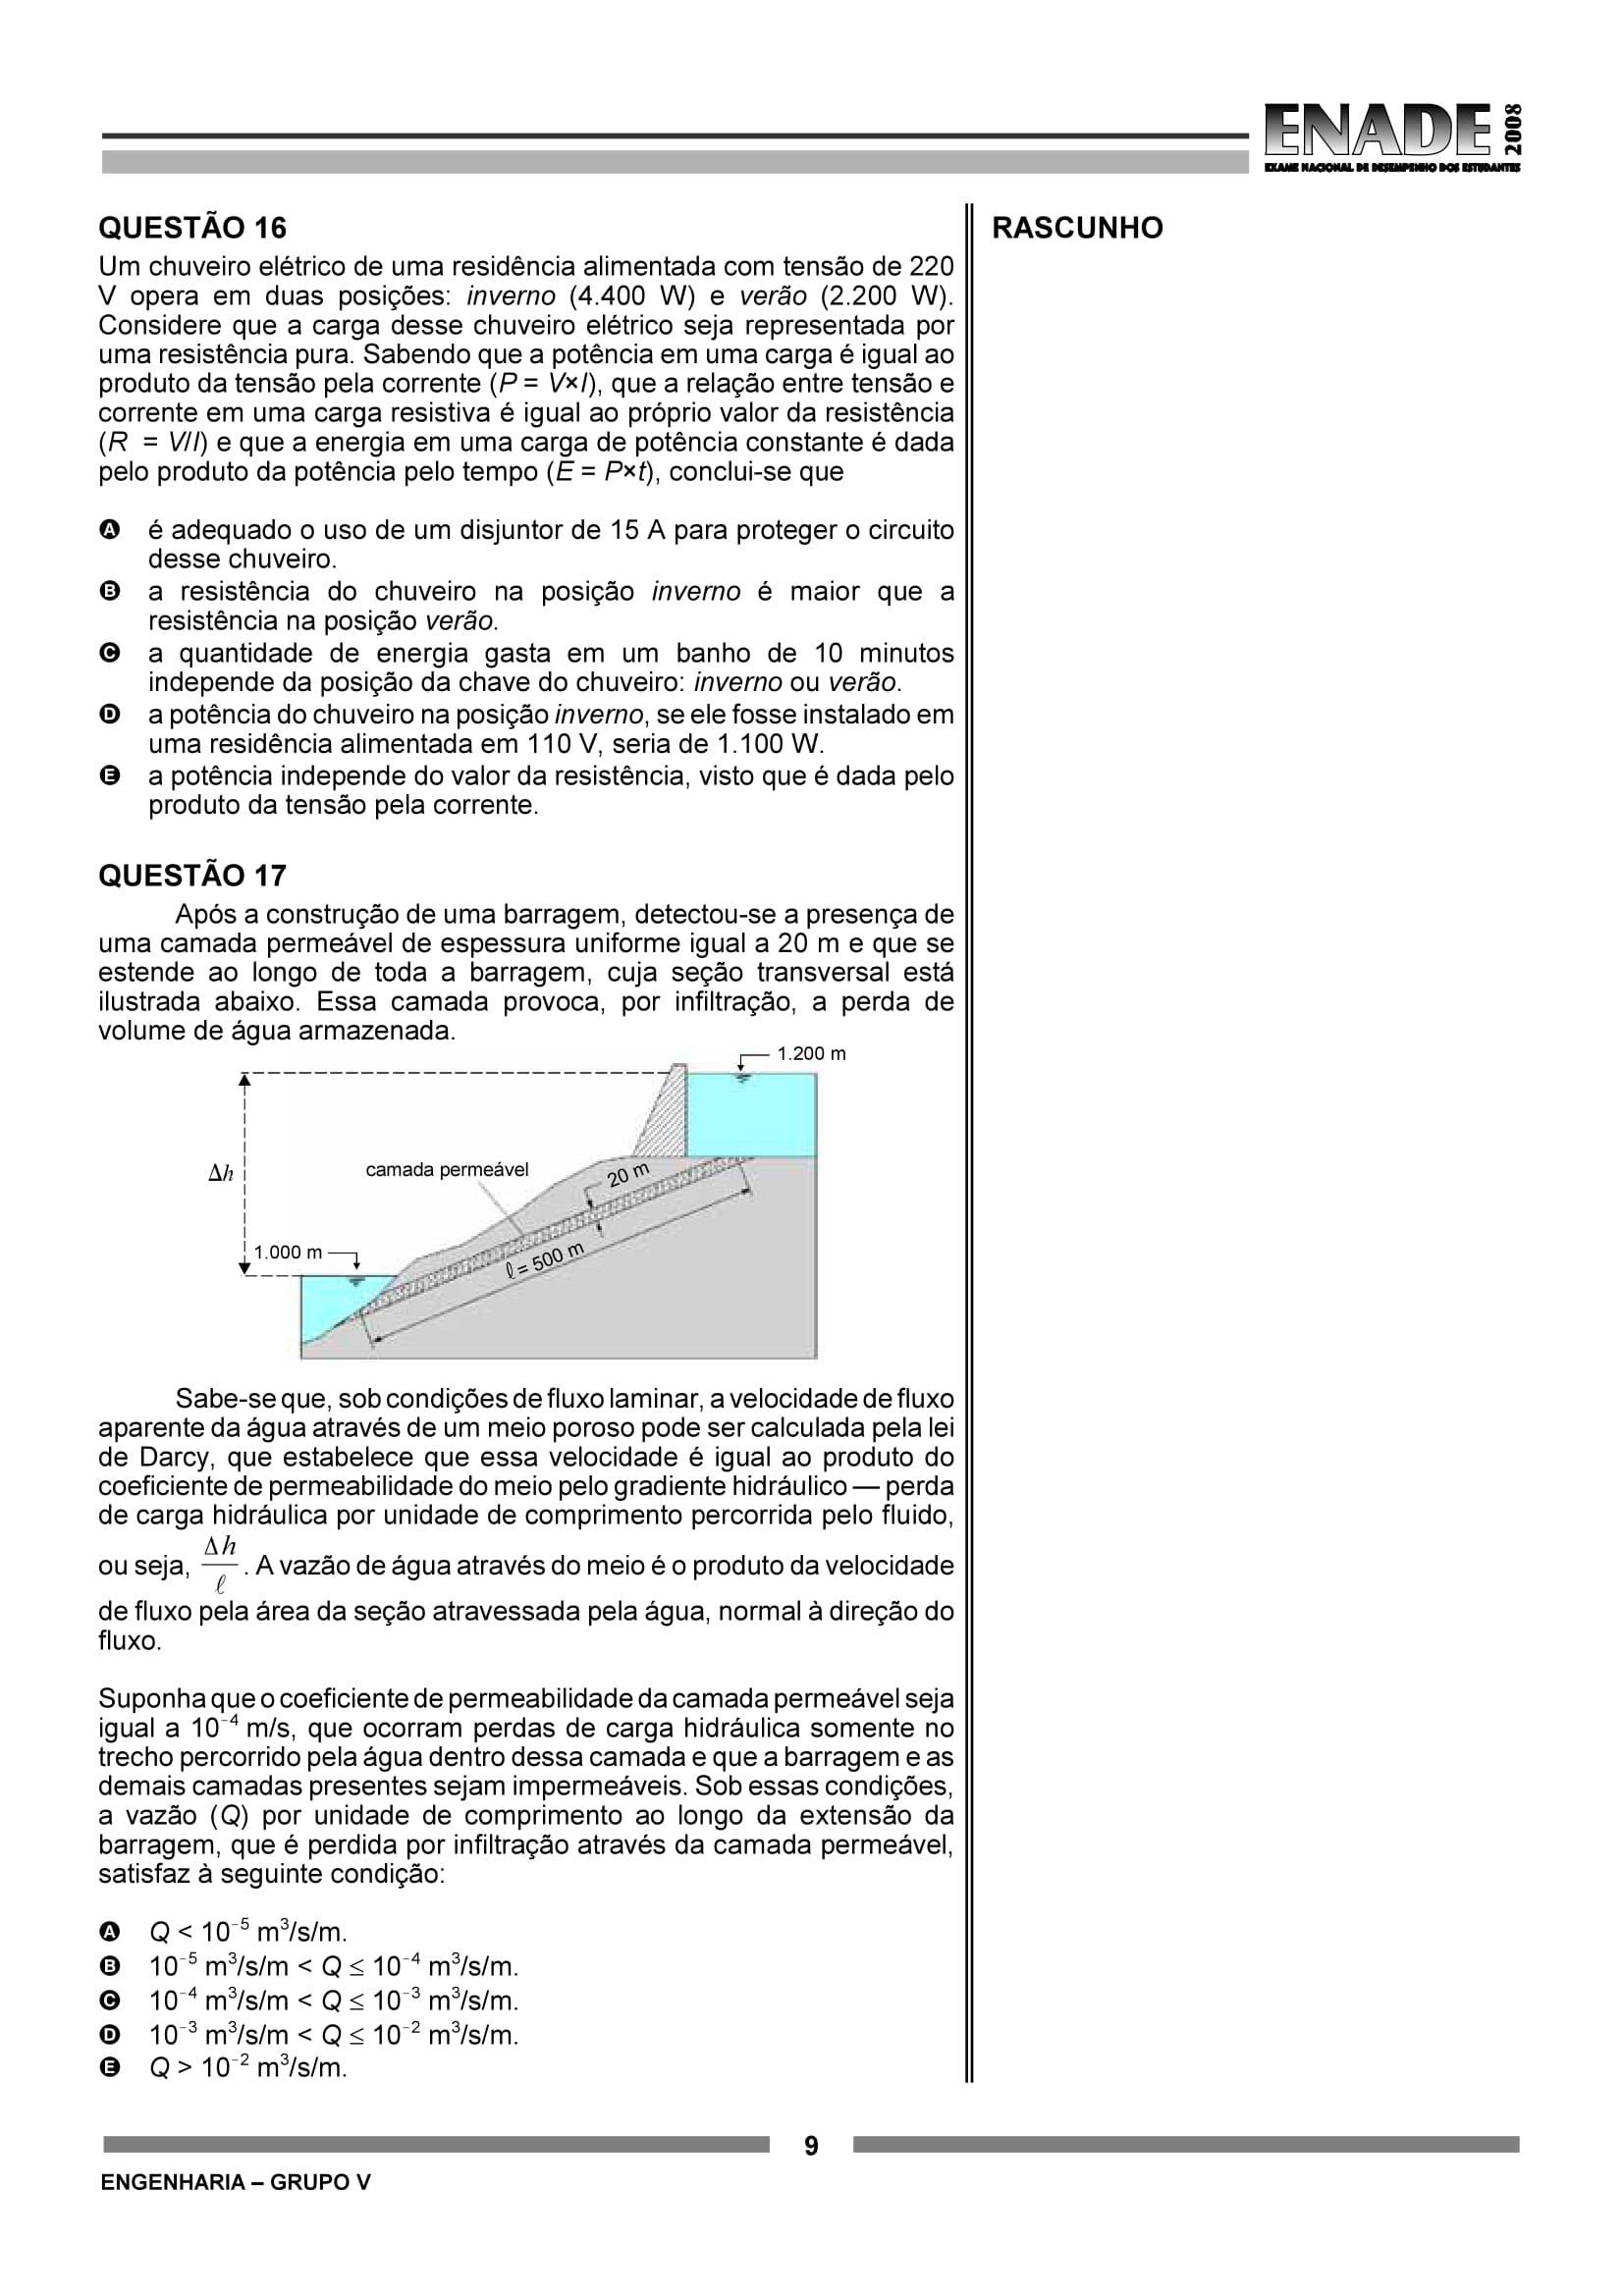 ENADE 2008
EXAME NACIONAL DE DESEMPENHO DOS ESTUDANTES
QUESTÃO 16
Um chuveiro elétrico de uma residência alimentada com tensão de 220
V opera em duas posições: inverno (4.400 W) e verão (2.200 W).
Considere que a carga desse chuveiro elétrico seja representada por
uma resistência pura. Sabendo que a potência em uma carga é igual ao
produto da tensão pela corrente (P = V×I), que a relação entre tensão e
corrente em uma carga resistiva é igual ao próprio valor da resistência
(R = V/I) e que a energia em uma carga de potência constante é dada
pelo produto da potência pelo tempo (E = P×t), conclui-se que
A é adequado o uso de um disjuntor de 15 A para proteger o circuito
desse chuveiro.
B a resistência do chuveiro na posição inverno é maior que a
resistência na posição verão.
C a quantidade de energia gasta em um banho de 10 minutos
independe da posição da chave do chuveiro: inverno ou verão.
D a potência do chuveiro na posição inverno, se ele fosse instalado em
uma residência alimentada em 110 V, seria de 1.100 W.
E a potência independe do valor da resistência, visto que é dada pelo
produto da tensão pela corrente.
QUESTÃO 17
Após a construção de uma barragem, detectou-se a presença de
uma camada permeável de espessura uniforme igual a 20 m e que se
estende ao longo de toda a barragem, cuja seção transversal está
ilustrada abaixo. Essa camada provoca, por infiltração, a perda de
volume de água armazenada.
1.200 m
Δh
camada permeável
20 m
1.000 m
ℓ = 500 m
Sabe-se que, sob condições de fluxo laminar, a velocidade de fluxo
aparente da água através de um meio poroso pode ser calculada pela lei
de Darcy, que estabelece que essa velocidade é igual ao produto do
coeficiente de permeabilidade do meio pelo gradiente hidráulico — perda
de carga hidráulica por unidade de comprimento percorrida pelo fluido,
ou seja, Δh/ℓ. A vazão de água através do meio é o produto da velocidade
de fluxo pela área da seção atravessada pela água, normal à direção do
fluxo.
Suponha que o coeficiente de permeabilidade da camada permeável seja
igual a 10⁻⁴ m/s, que ocorram perdas de carga hidráulica somente no
trecho percorrido pela água dentro dessa camada e que a barragem e as
demais camadas presentes sejam impermeáveis. Sob essas condições,
a vazão (Q) por unidade de comprimento ao longo da extensão da
barragem, que é perdida por infiltração através da camada permeável,
satisfaz à seguinte condição:
A Q < 10⁻⁵ m³/s/m.
B 10⁻⁵ m³/s/m < Q ≤ 10⁻⁴ m³/s/m.
C 10⁻⁴ m³/s/m < Q ≤ 10⁻³ m³/s/m.
D 10⁻³ m³/s/m < Q ≤ 10⁻² m³/s/m.
E Q > 10⁻² m³/s/m.
RASCUNHO
9
ENGENHARIA – GRUPO V